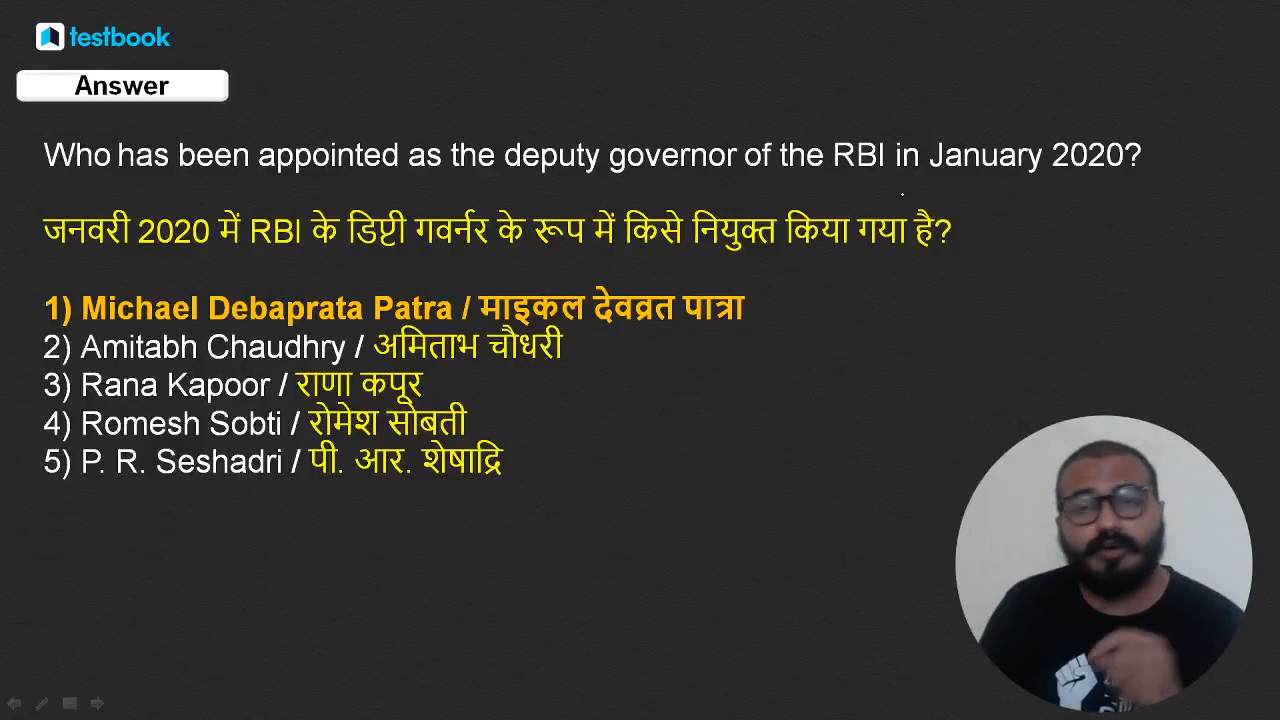 testbook
Answer
Who has been appointed as the deputy governor of the RBI in January 2020?
जनवरी 2020 में RBI के डिप्टी गवर्नर के रूप में किसे नियुक्त किया गया है?
1) Michael Debaprata Patra / माइकल देवव्रत पात्रा
2) Amitabh Chaudhry / अमिताभ चौधरी
3) Rana Kapoor / राणा कपूर
4) Romesh Sobti / रोमेश सोबती
5) P. R. Seshadri / पी. आर. शेषाद्रि